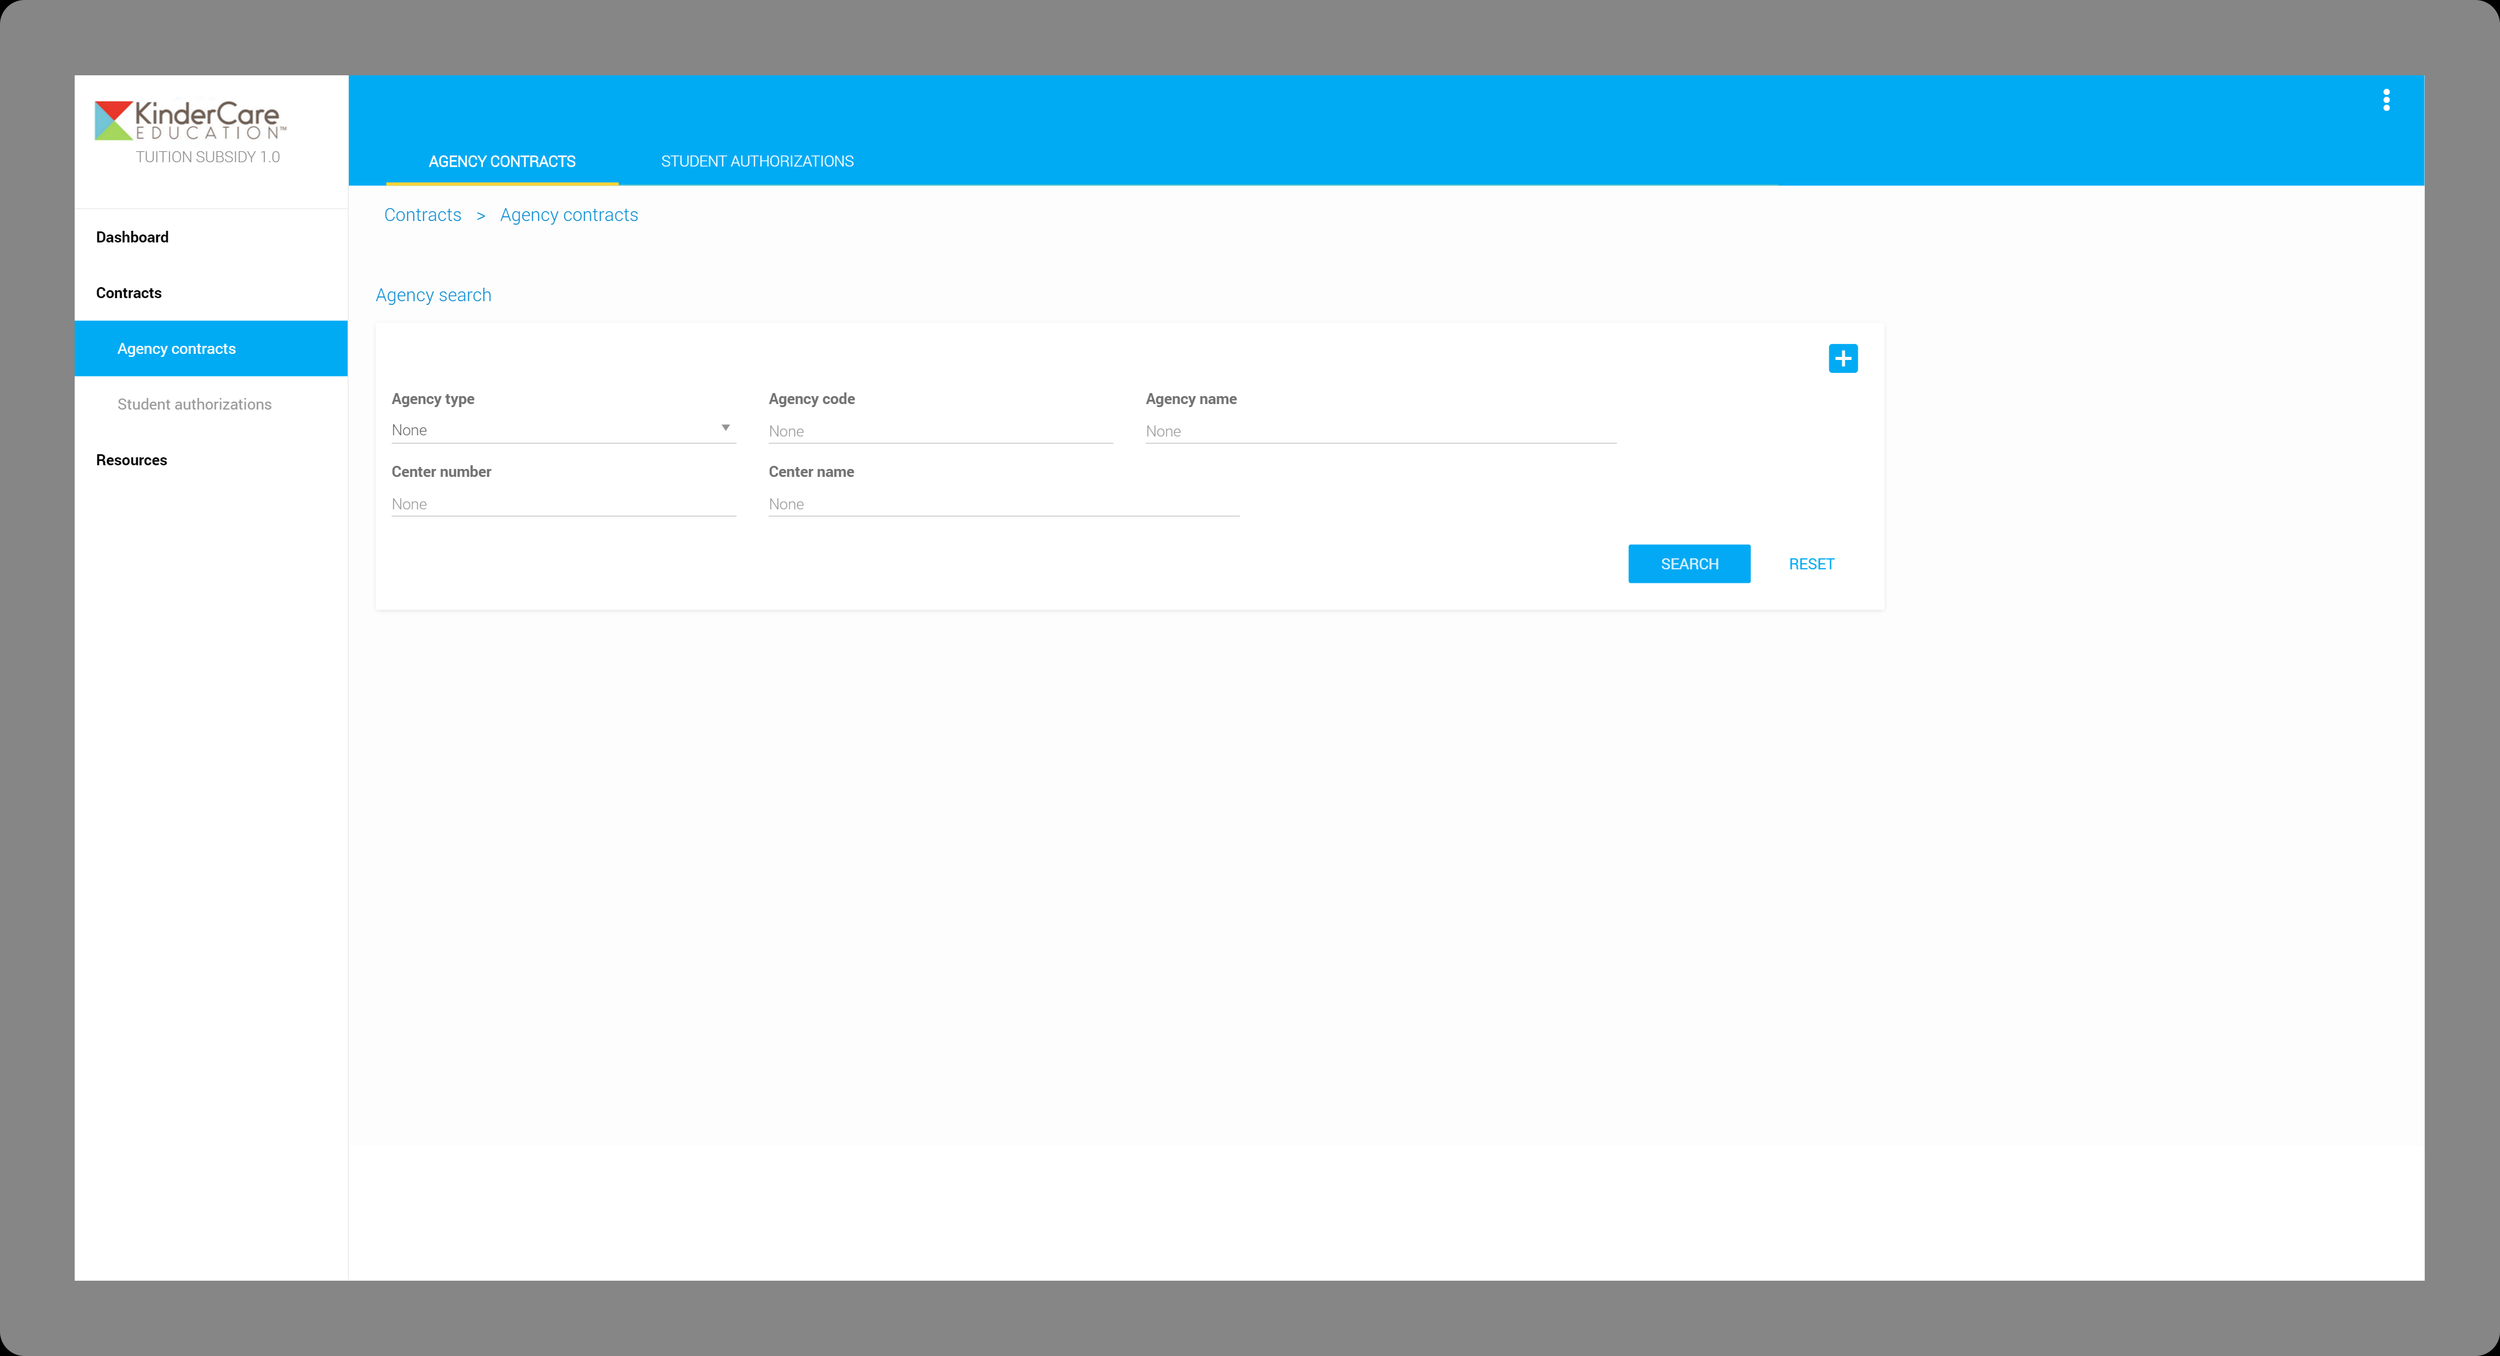 KinderCare
EDUCATION™
TUITION SUBSIDY 1.0
AGENCY CONTRACTS
STUDENT AUTHORIZATIONS
Dashboard
Contracts
Agency contracts
Student authorizations
Resources
Contracts > Agency contracts
Agency search
Agency type
Agency code
Agency name
None
None
None
Center number
Center name
None
None
SEARCH
RESET